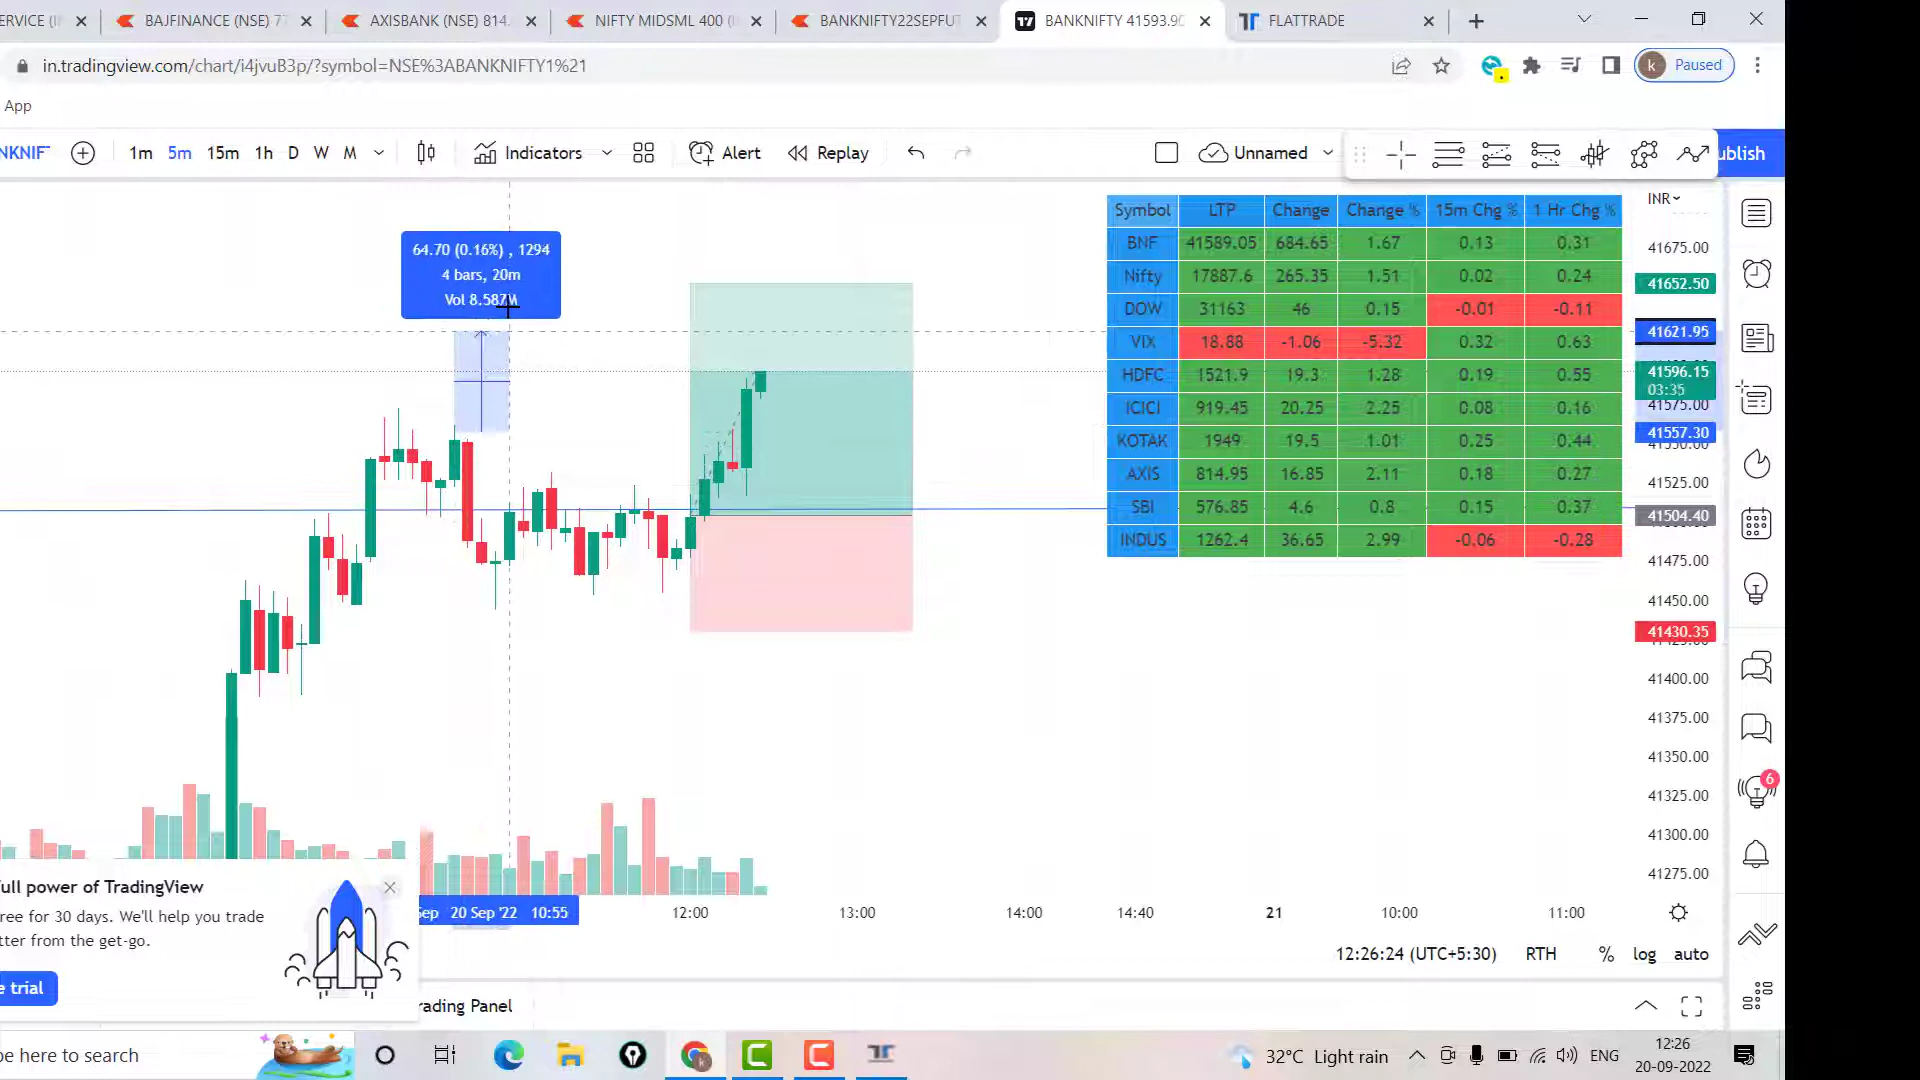 ERVICE (IN
BAJFINANCE (NSE) 77
AXISBANK (NSE) 814.
NIFTY MIDSML 400 (I
BANKNIFTY22SEPFUT
BANKNIFTY 41593.90
FLATTRADE
in.tradingview.com/chart/i4jvuB3p/?symbol=NSE%3ABANKNIFTY1%21
k Paused
App
NKNIF 1m 5m 15m 1h D W M Indicators Alert Replay Unnamed ublish
64.70 (0.16%) , 1294
4 bars, 20m
Vol 8.587M
Symbol LTP Change Change % 15m Chg % 1 Hr Chg %
BNF 41589.05 684.65 1.67 0.13 0.31
Nifty 17887.6 265.35 1.51 0.02 0.24
DOW 31163 46 0.15 -0.01 -0.11
VIX 18.88 -1.06 -5.32 0.32 0.63
HDFC 1521.9 19.3 1.28 0.19 0.55
ICICI 919.45 20.25 2.25 0.08 0.16
KOTAK 1949 19.5 1.01 0.25 0.44
AXIS 814.95 16.85 2.11 0.18 0.27
SBI 576.85 4.6 0.8 0.15 0.37
INDUS 1262.4 36.65 2.99 -0.06 -0.28
INR
41675.00
41652.50
41621.95
41596.15
03:35
41575.00
41557.30
41525.00
41504.40
41475.00
41450.00
41430.35
41400.00
41375.00
41350.00
41325.00
41300.00
41275.00
6
Sep 20 Sep '22 10:55 12:00 13:00 14:00 14:40 21 10:00 11:00
ull power of TradingView
ree for 30 days. We'll help you trade
tter from the get-go.
e trial
12:26:24 (UTC+5:30) RTH % log auto
rading Panel
pe here to search
32°C Light rain
ENG
12:26
20-09-2022